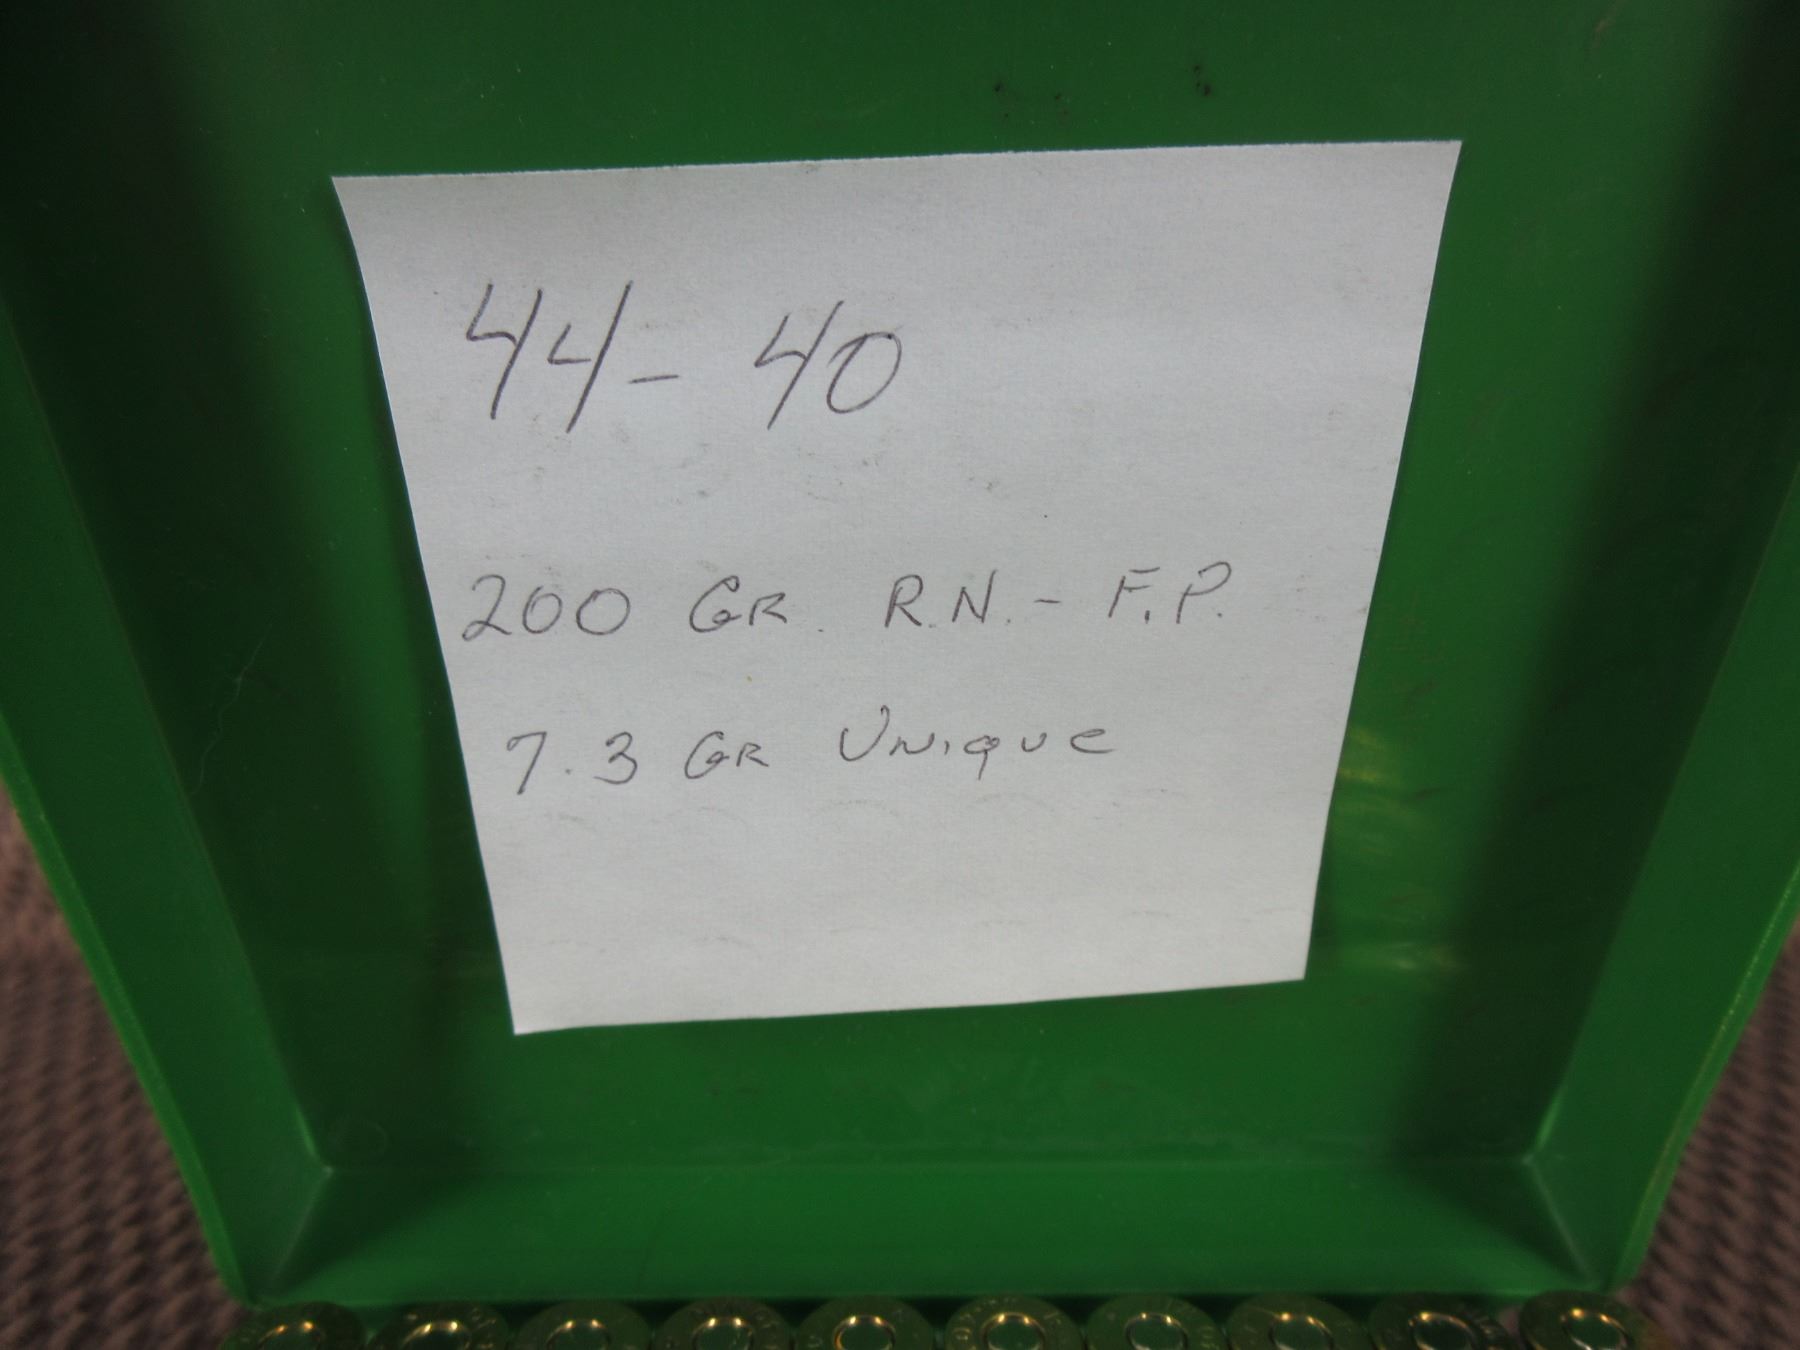 44-40
200 GR. R.N.- F.P.
7.3 GR UNIQUE